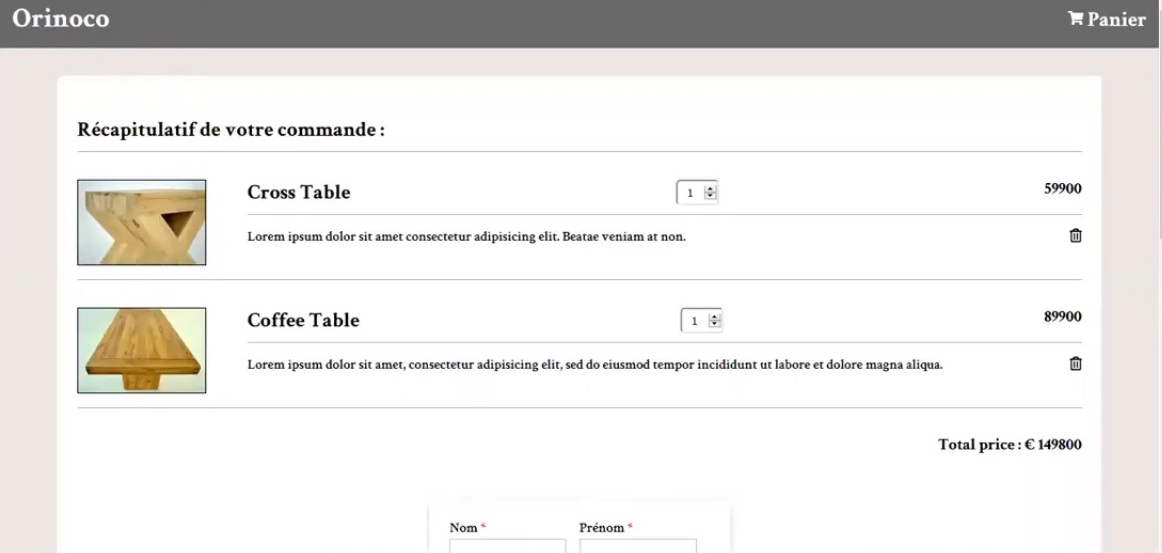 Orinoco
Panier
Récapitulatif de votre commande :
Cross Table
1
59900
Lorem ipsum dolor sit amet consectetur adipisicing elit. Beatae veniam at non.
Coffee Table
1
89900
Lorem ipsum dolor sit amet, consectetur adipisicing elit, sed do eiusmod tempor incididunt ut labore et dolore magna aliqua.
Total price : € 149800
Nom *
Prénom *